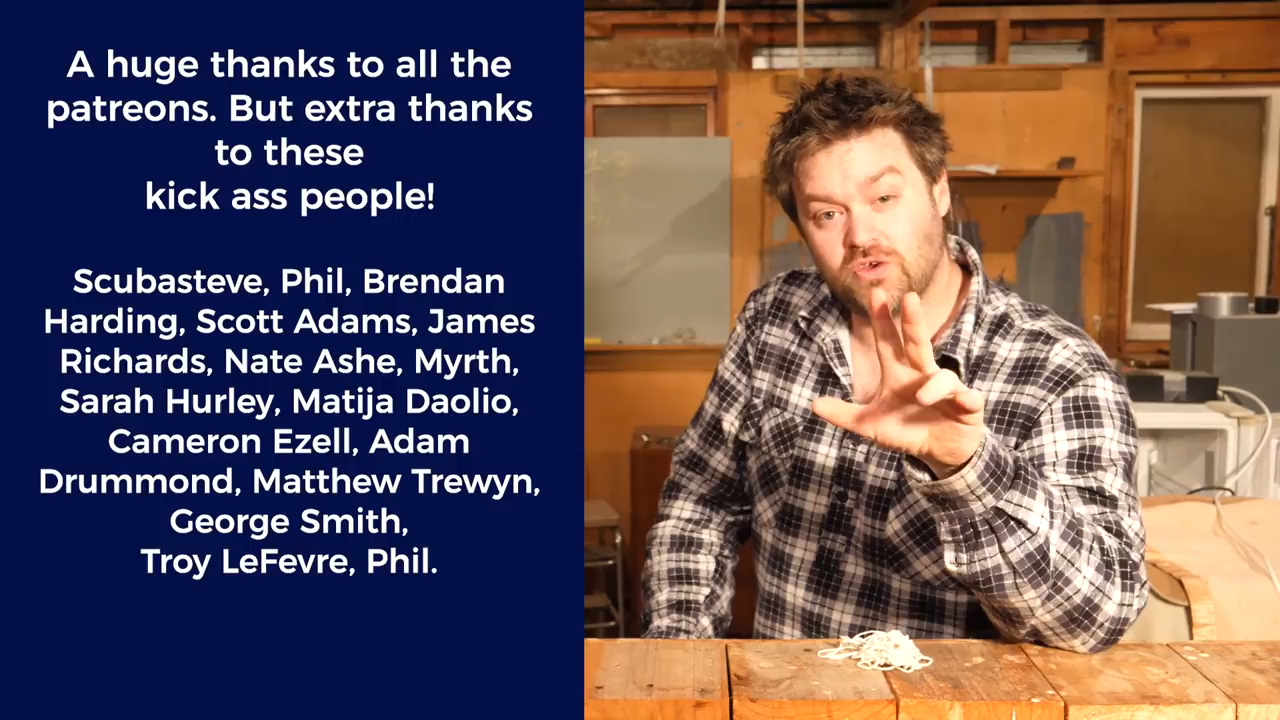 A huge thanks to all the
patreons. But extra thanks
to these
kick ass people!
Scubasteve, Phil, Brendan
Harding, Scott Adams, James
Richards, Nate Ashe, Myrth,
Sarah Hurley, Matija Daolio,
Cameron Ezell, Adam
Drummond, Matthew Trewyn,
George Smith,
Troy LeFevre, Phil.